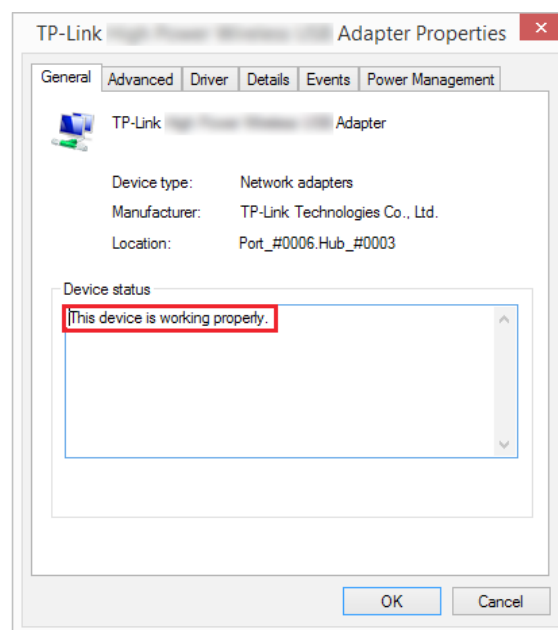 TP-Link Adapter Properties
General Advanced Driver Details Events Power Management
TP-Link Adapter
Device type: Network adapters
Manufacturer: TP-Link Technologies Co., Ltd.
Location: Port_#0006.Hub_#0003
Device status
This device is working properly.
OK Cancel